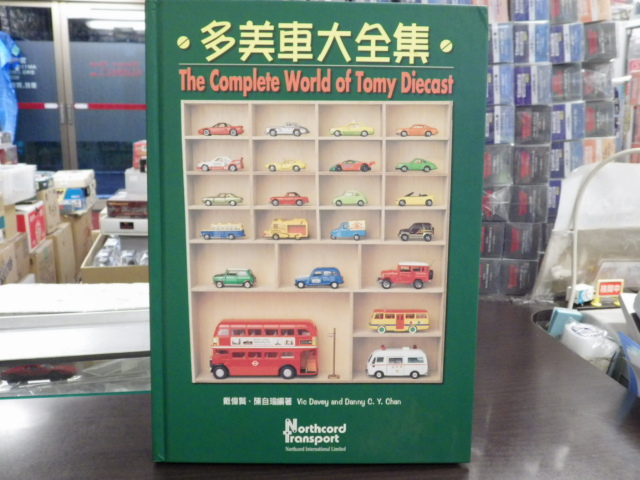 多美車大全集
The Complete World of Tomy Diecast
戴偉賢・陳自瑞編著 Vic Davey and Danny C. Y. Chan
Northcord
Transport
Northcord International Limited